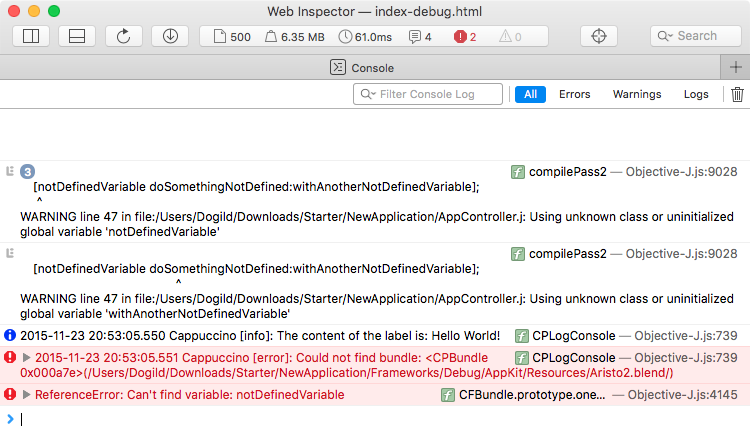 Web Inspector — index-debug.html
500 6.35 MB 61.0ms 4 2 0 Search
Console
Filter Console Log All Errors Warnings Logs
3 compilePass2 — Objective-J.js:9028
[notDefinedVariable doSomethingNotDefined:withAnotherNotDefinedVariable];
^
WARNING line 47 in file:/Users/Dogild/Downloads/Starter/NewApplication/AppController.j: Using unknown class or uninitialized
global variable 'notDefinedVariable'
compilePass2 — Objective-J.js:9028
[notDefinedVariable doSomethingNotDefined:withAnotherNotDefinedVariable];
^
WARNING line 47 in file:/Users/Dogild/Downloads/Starter/NewApplication/AppController.j: Using unknown class or uninitialized
global variable 'withAnotherNotDefinedVariable'
2015-11-23 20:53:05.550 Cappuccino [info]: The content of the label is: Hello World! CPLogConsole — Objective-J.js:739
2015-11-23 20:53:05.551 Cappuccino [error]: Could not find bundle: <CPBundle CPLogConsole — Objective-J.js:739
0x000a7e>(/Users/Dogild/Downloads/Starter/NewApplication/Frameworks/Debug/AppKit/Resources/Aristo2.blend/)
ReferenceError: Can't find variable: notDefinedVariable CFBundle.prototype.one... — Objective-J.js:4145